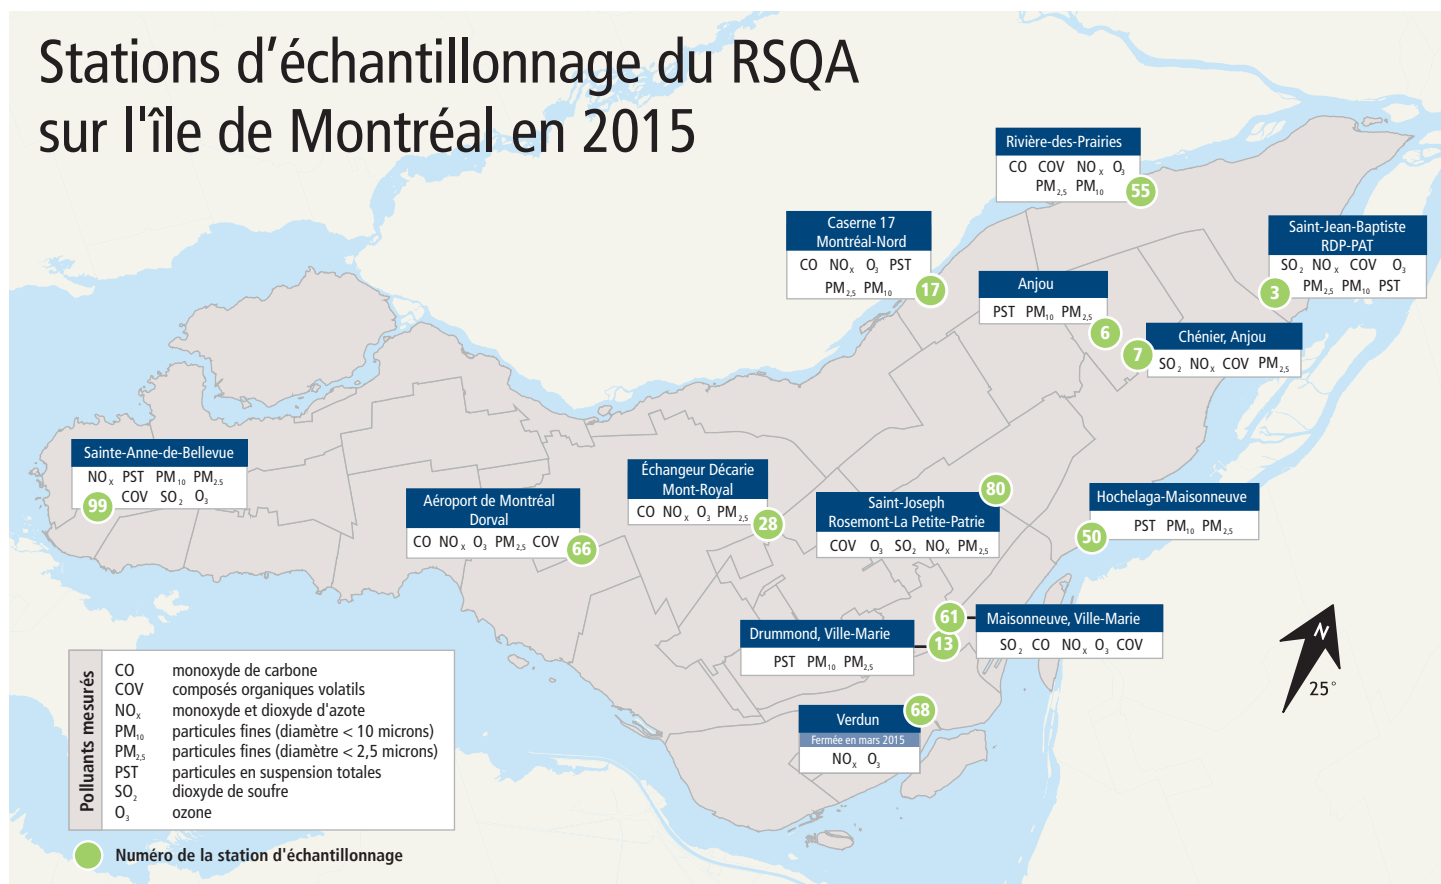 Stations d'échantillonnage du RSQA
sur l'île de Montréal en 2015
Rivière-des-Prairies
CO COV NOₓ O₃
PM₂,₅ PM₁₀
55
Caserne 17
Montréal-Nord
CO NOₓ O₃ PST
PM₂,₅ PM₁₀
17
Saint-Jean-Baptiste
RDP-PAT
SO₂ NOₓ COV O₃
PM₂,₅ PM₁₀ PST
3
Anjou
PST PM₁₀ PM₂,₅
6
Chénier, Anjou
SO₂ NOₓ COV PM₂,₅
7
Sainte-Anne-de-Bellevue
NOₓ PST PM₁₀ PM₂.₅
COV SO₂ O₃
99
Aéroport de Montréal
Dorval
CO NOₓ O₃ PM₂,₅ COV
66
Échangeur Décarie
Mont-Royal
CO NOₓ O₃ PM₂,₅
28
80
Saint-Joseph
Rosemont-La Petite-Patrie
COV O₃ SO₂ NOₓ PM₂,₅
Hochelaga-Maisonneuve
PST PM₁₀ PM₂,₅
50
61
Maisonneuve, Ville-Marie
SO₂ CO NOₓ O₃ COV
Drummond, Ville-Marie
13
PST PM₁₀ PM₂,₅
68
Verdun
Fermée en mars 2015
NOₓ O₃
N
25°
Polluants mesurés
CO monoxyde de carbone
COV composés organiques volatils
NOₓ monoxyde et dioxyde d'azote
PM₁₀ particules fines (diamètre < 10 microns)
PM₂,₅ particules fines (diamètre < 2,5 microns)
PST particules en suspension totales
SO₂ dioxyde de soufre
O₃ ozone
Numéro de la station d'échantillonnage